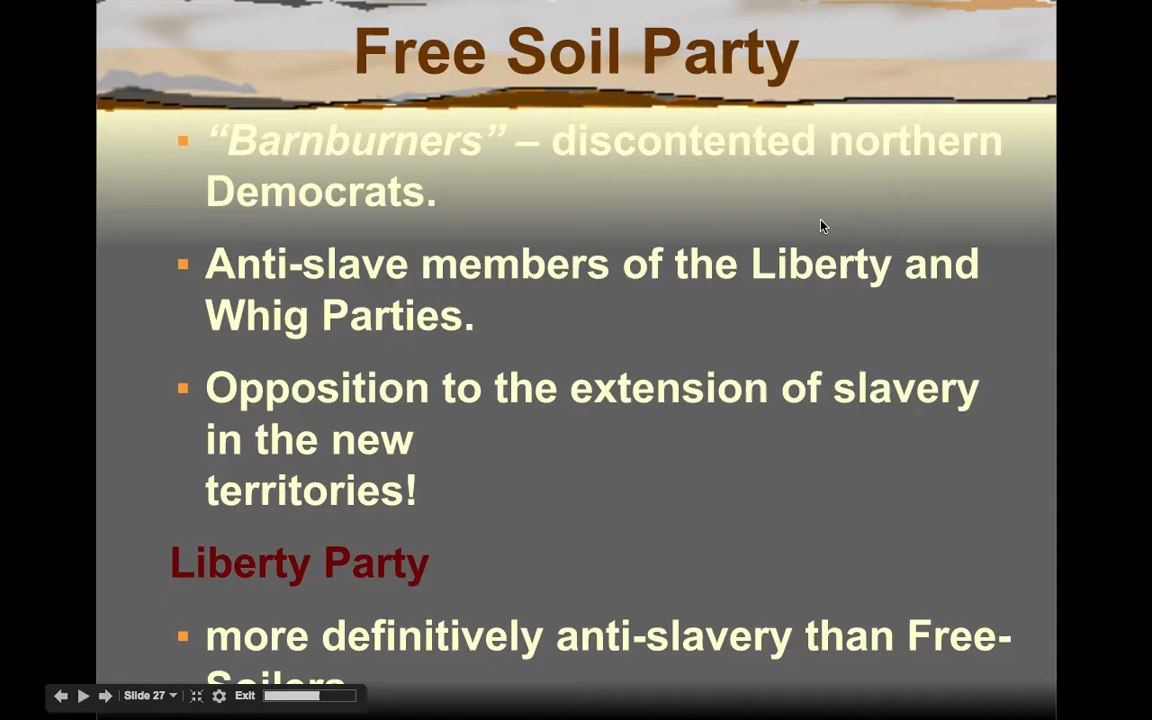 Free Soil Party
▪ “Barnburners” – discontented northern
Democrats.
▪ Anti-slave members of the Liberty and
Whig Parties.
▪ Opposition to the extension of slavery
in the new
territories!
Liberty Party
▪ more definitively anti-slavery than Free-
Soilers
Slide 27
Exit